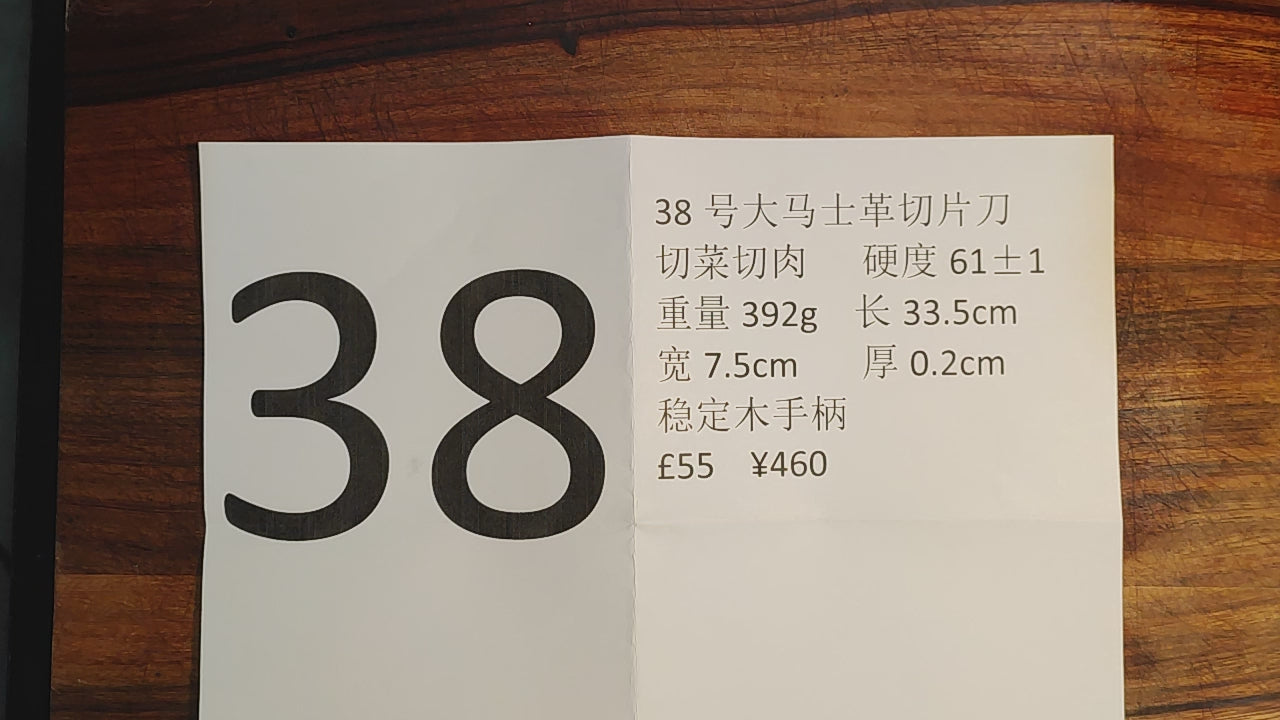 38
38 号大马士革切片刀
切菜切肉 硬度 61±1
重量 392g 长 33.5cm
宽 7.5cm 厚 0.2cm
稳定木手柄
£55 ¥460